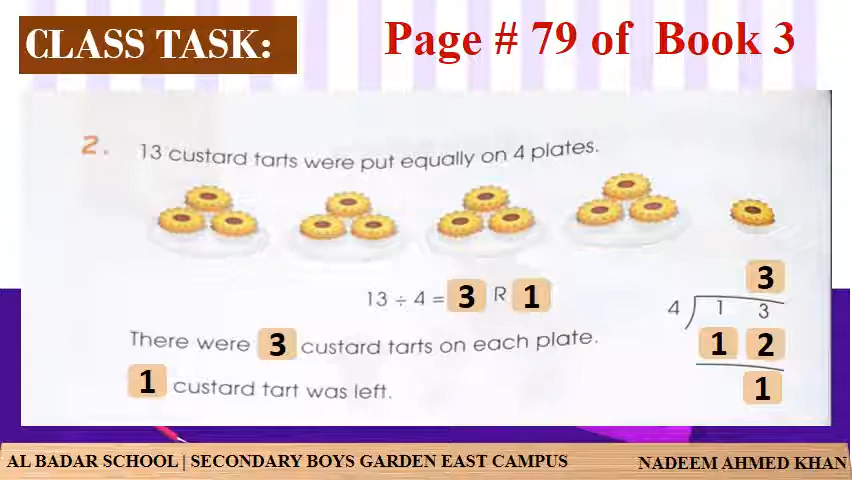 CLASS TASK:
Page # 79 of Book 3
2. 13 custard tarts were put equally on 4 plates.
13 ÷ 4 = 3 R 1
There were 3 custard tarts on each plate.
1 custard tart was left.
3
4 1 3
1 2
1
AL BADAR SCHOOL | SECONDARY BOYS GARDEN EAST CAMPUS
NADEEM AHMED KHAN